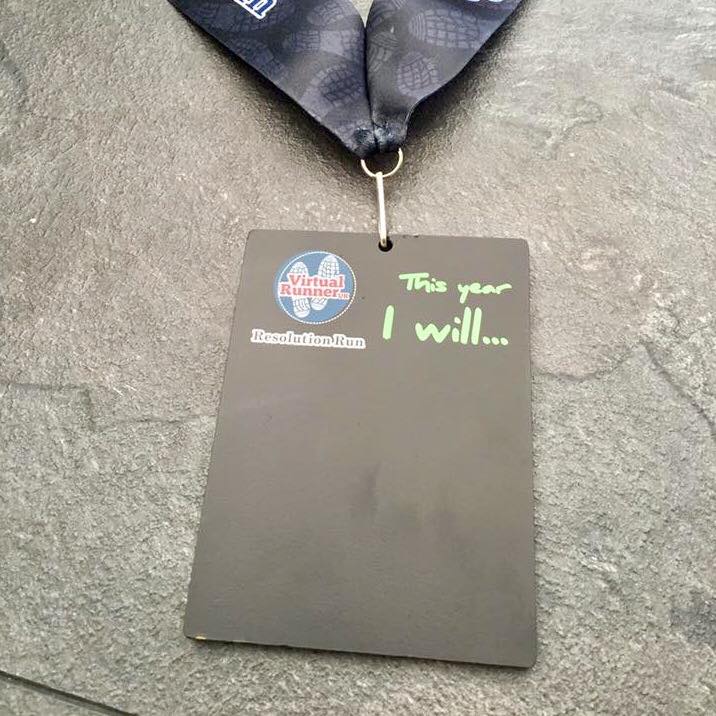 Virtual
Runner UK
Resolution Run
This year
I will...